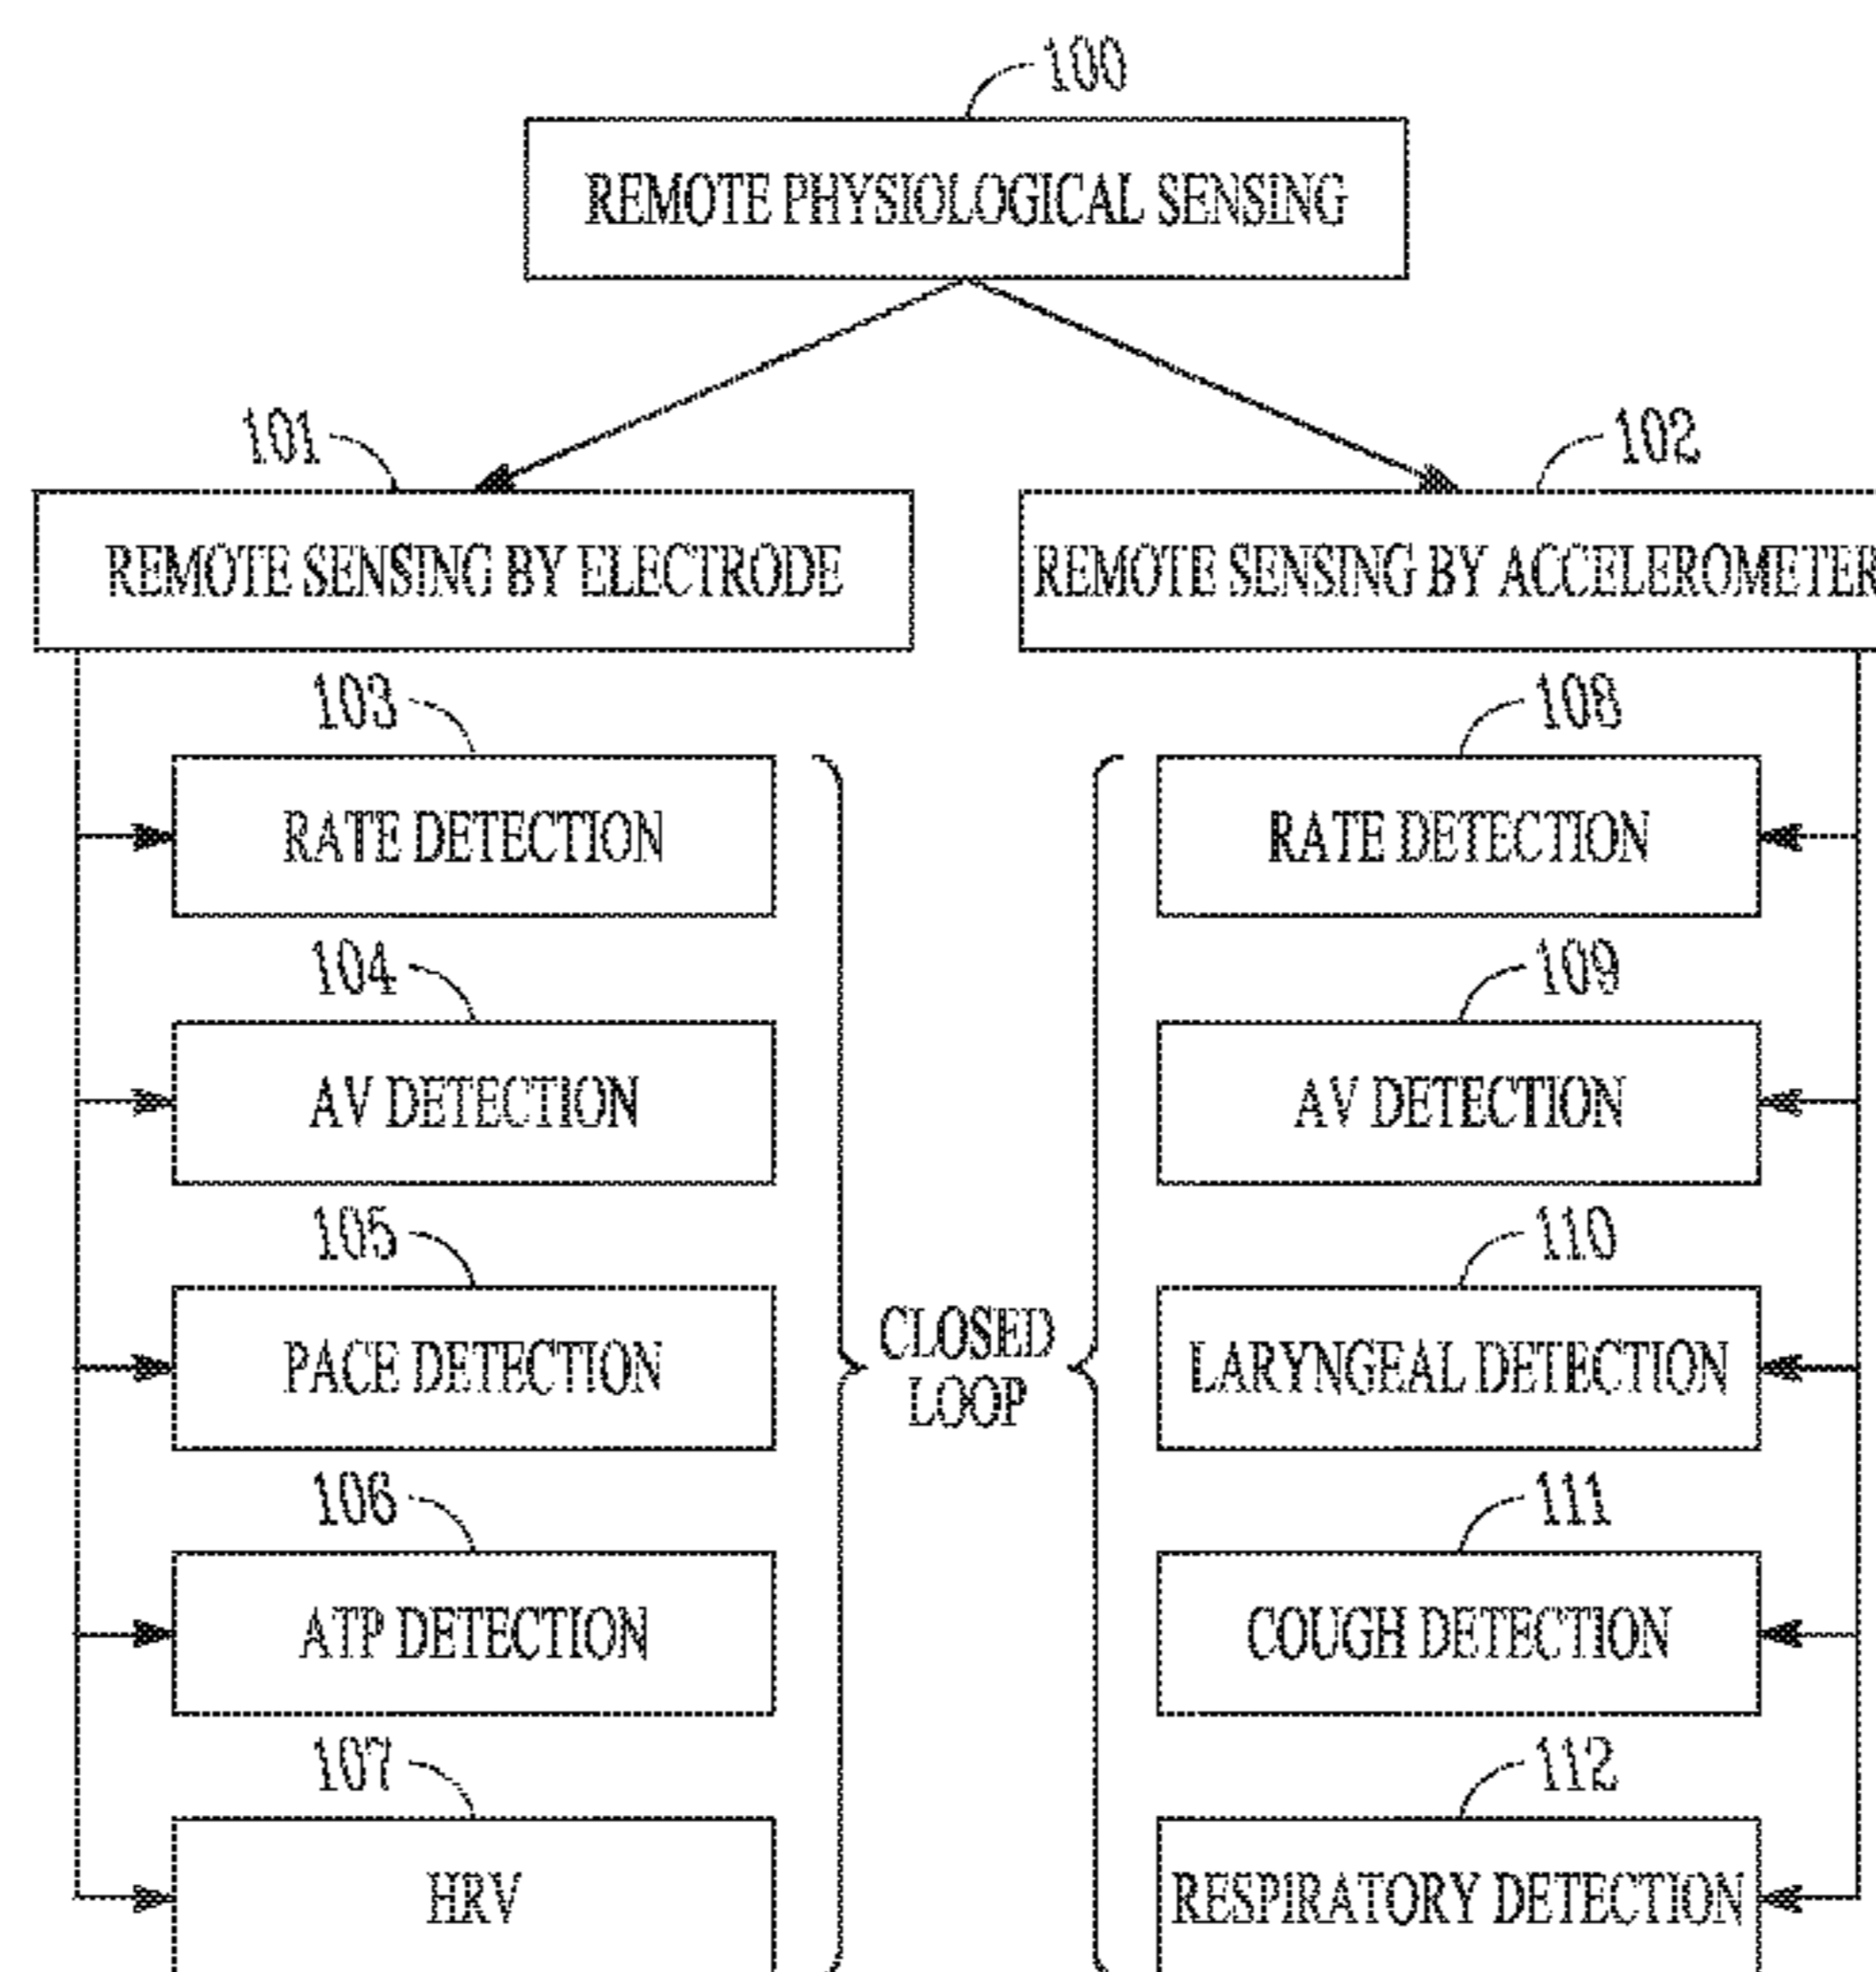 100
REMOTE PHYSIOLOGICAL SENSING
101
102
REMOTE SENSING BY ELECTRODE
REMOTE SENSING BY ACCELEROMETER
103
RATE DETECTION
104
AV DETECTION
105
PACE DETECTION
106
ATP DETECTION
107
HRV
CLOSED
LOOP
108
RATE DETECTION
109
AV DETECTION
110
LARYNGEAL DETECTION
111
COUGH DETECTION
112
RESPIRATORY DETECTION